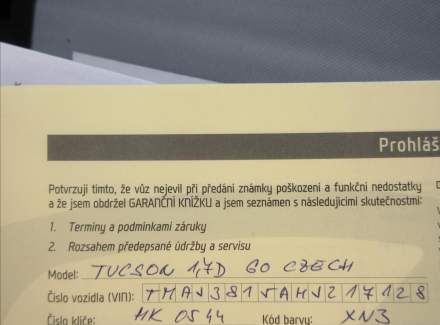 Prohláš
Potvrzuji tímto, že vůz nejevil při předání známky poškození a funkční nedostatky
a že jsem obdržel GARANČNÍ KNÍŽKU a jsem seznámen s následujícími skutečnostmi:
1. Termíny a podmínkami záruky
2. Rozsahem předepsané údržby a servisu
Model: TUCSON 1,7D GO CZECH
Číslo vozidla (VIN): TMAJ381VAHJ217128
Číslo klíče: HK 0544 Kód barvy: XN3